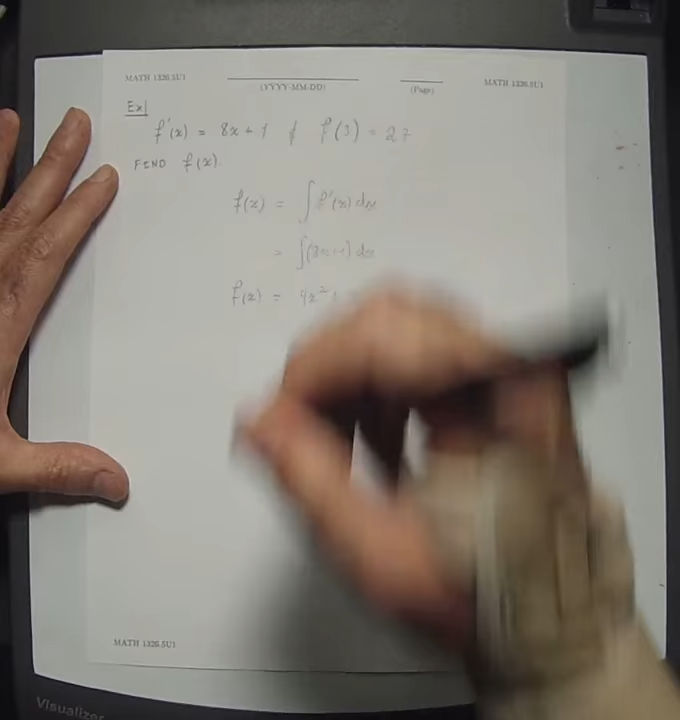 MATH 1326.5U1 (YYYY-MM-DD) (Page) MATH 1326.5U1
Ex|
f'(x) = 8x + 1 & f(3) = 27
FIND f(x).
f(x) = ∫ f'(x) dx
= ∫(8x+1) dx
f(x) = 4x² +
MATH 1326.5U1
Visualizer